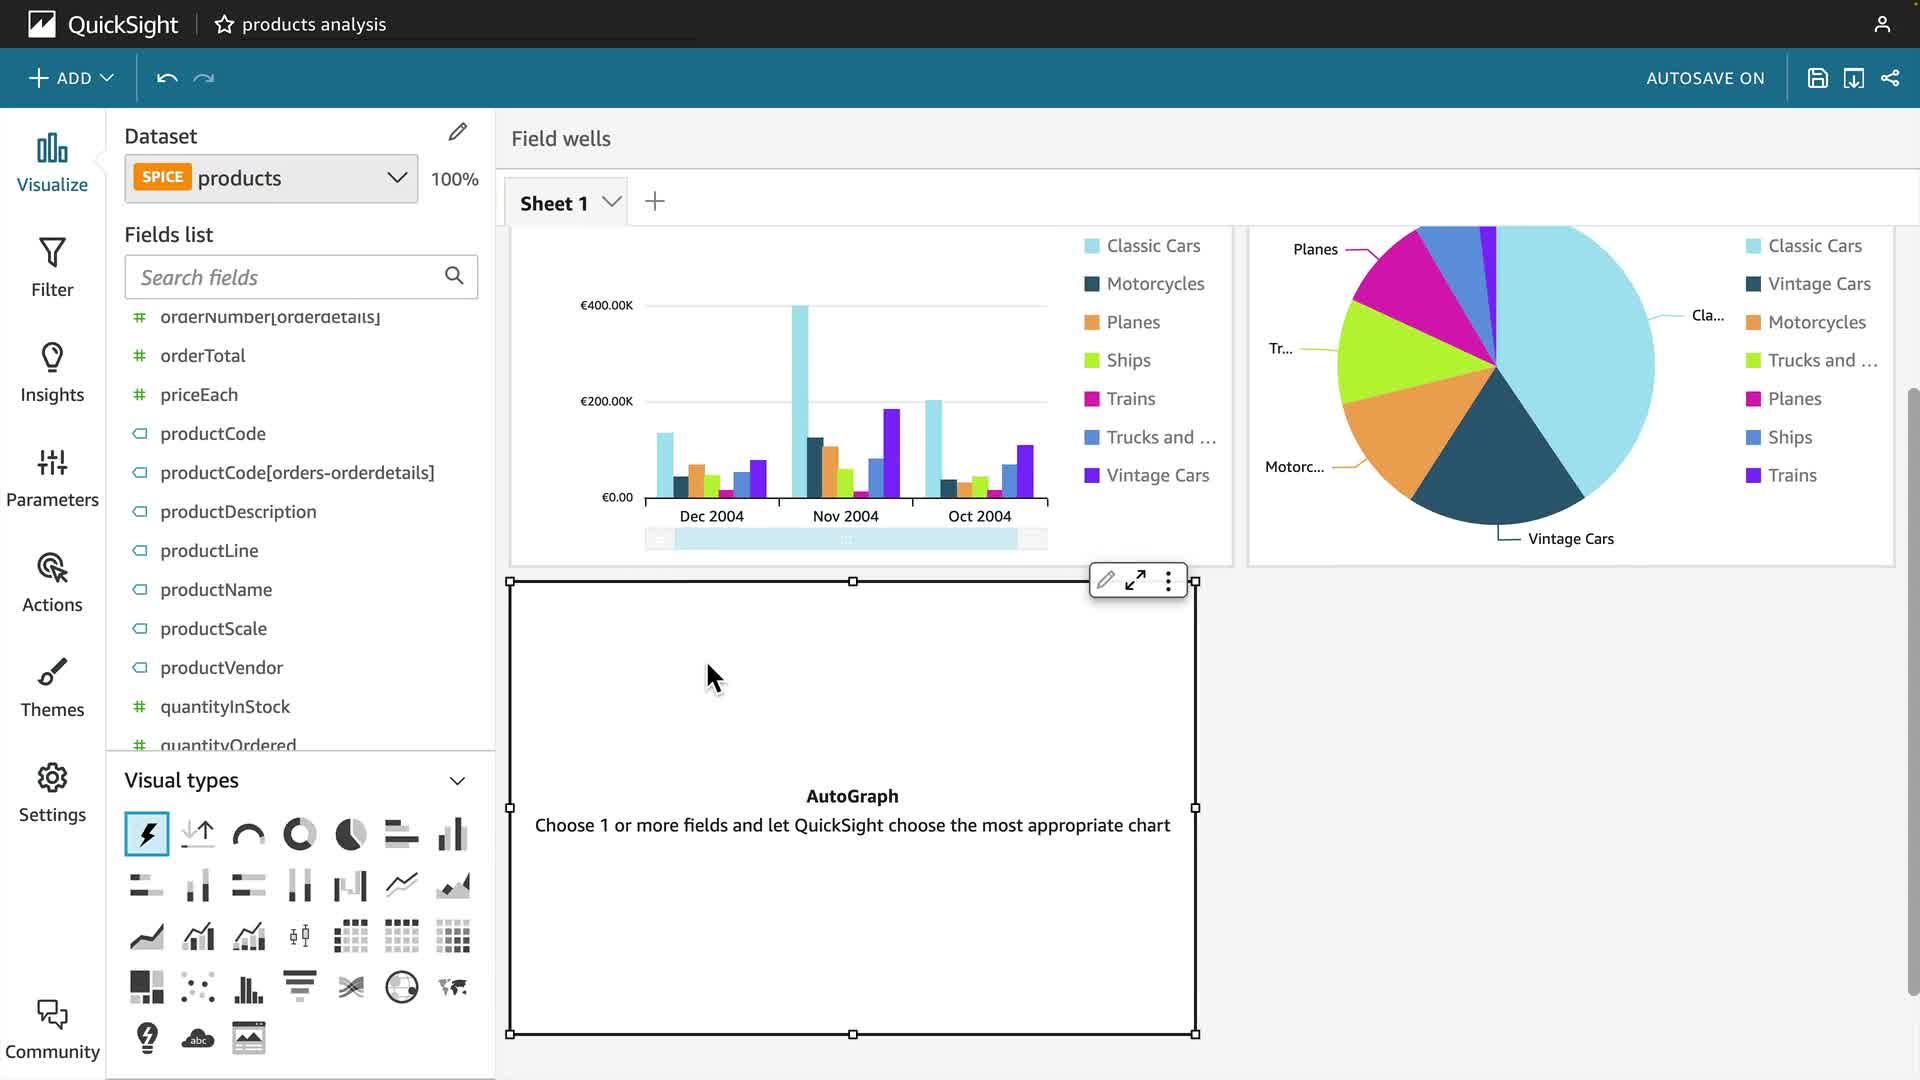 QuickSight
products analysis
ADD
AUTOSAVE ON
Visualize
Filter
Insights
Parameters
Actions
Themes
Settings
Community
Dataset
SPICE products
100%
Fields list
Search fields
orderNumber[orderdetails]
orderTotal
priceEach
productCode
productCode[orders-orderdetails]
productDescription
productLine
productName
productScale
productVendor
quantityInStock
quantityOrdered
Visual types
abc
Field wells
Sheet 1
€400.00K
€200.00K
€0.00
Dec 2004
Nov 2004
Oct 2004
Classic Cars
Motorcycles
Planes
Ships
Trains
Trucks and ...
Vintage Cars
Planes
Tr...
Motorc...
Vintage Cars
Cla...
Classic Cars
Vintage Cars
Motorcycles
Trucks and ...
Planes
Ships
Trains
AutoGraph
Choose 1 or more fields and let QuickSight choose the most appropriate chart